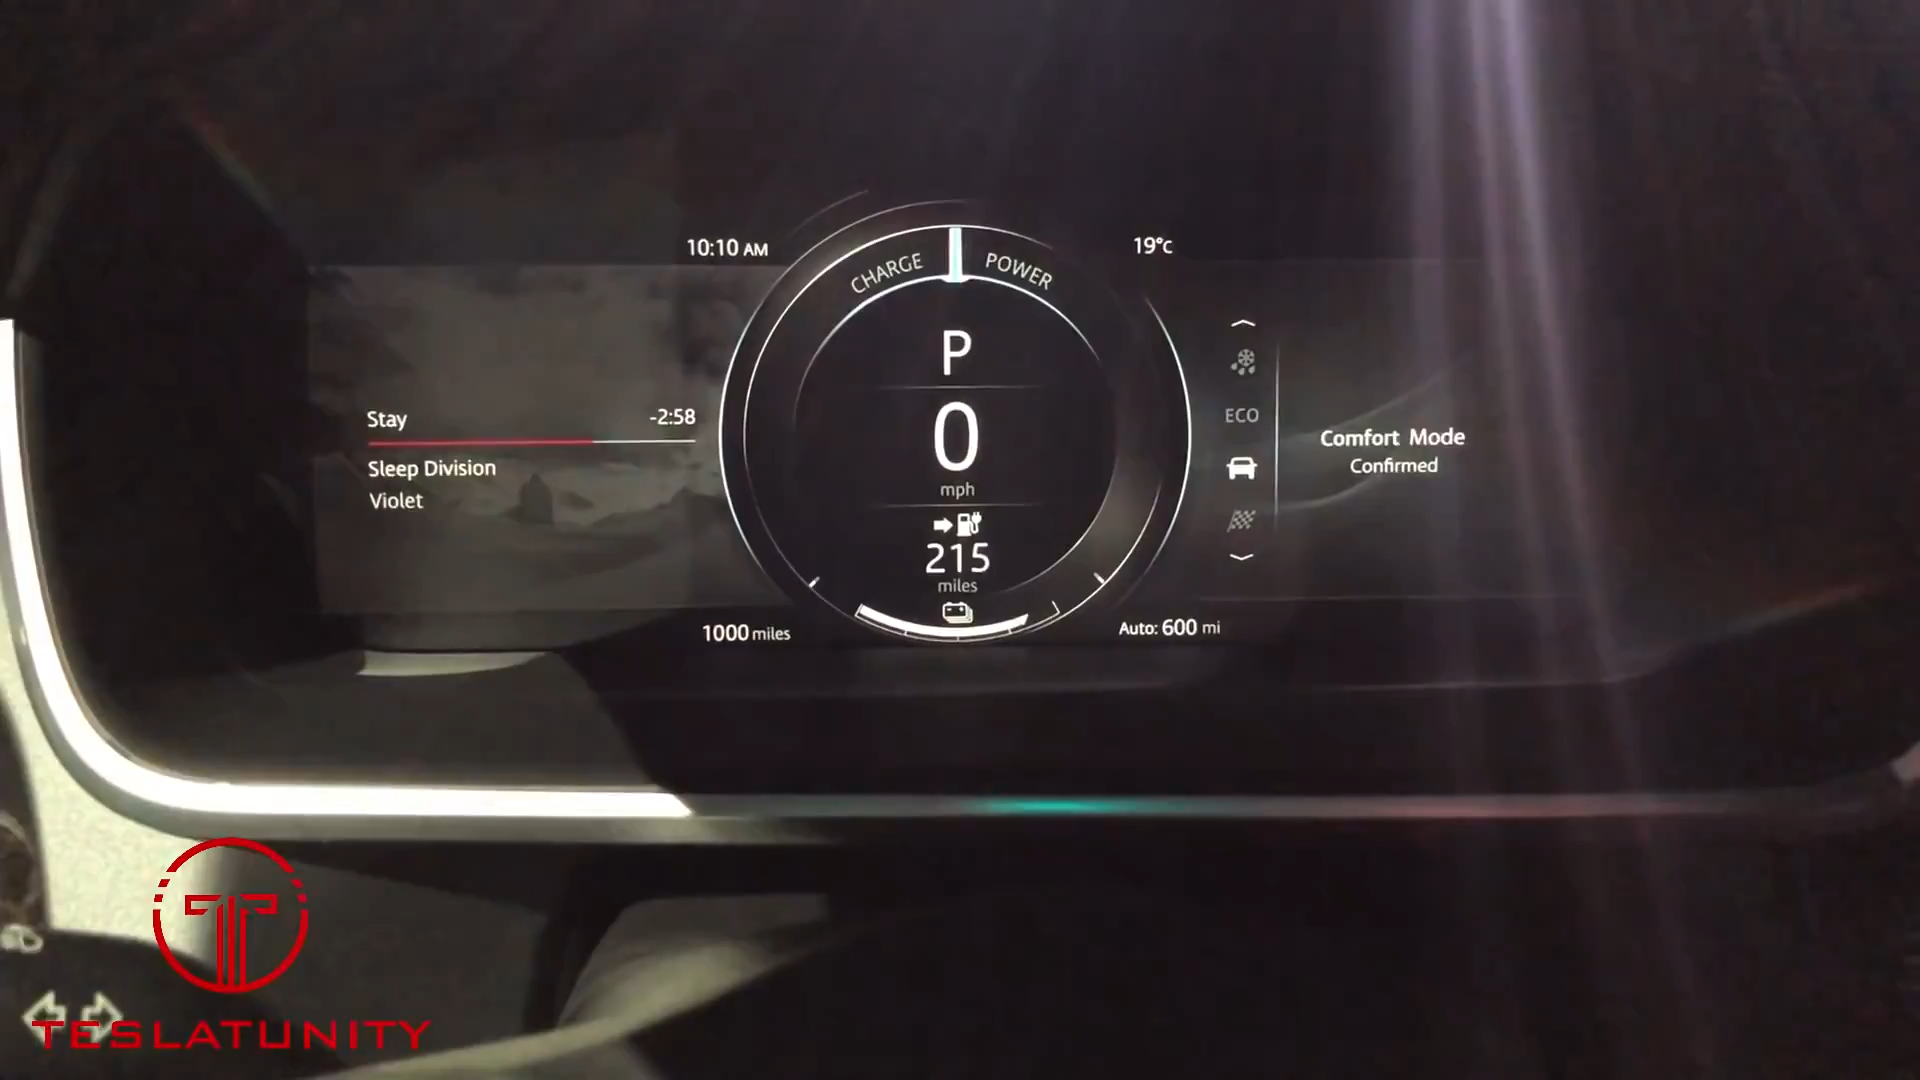 10:10 AM
CHARGE
POWER
19°c
P
Stay
-2:58
ECO
0
Comfort Mode
Confirmed
Sleep Division
mph
Violet
215
miles
1000 miles
Auto: 600 mi
TESLATUNITY